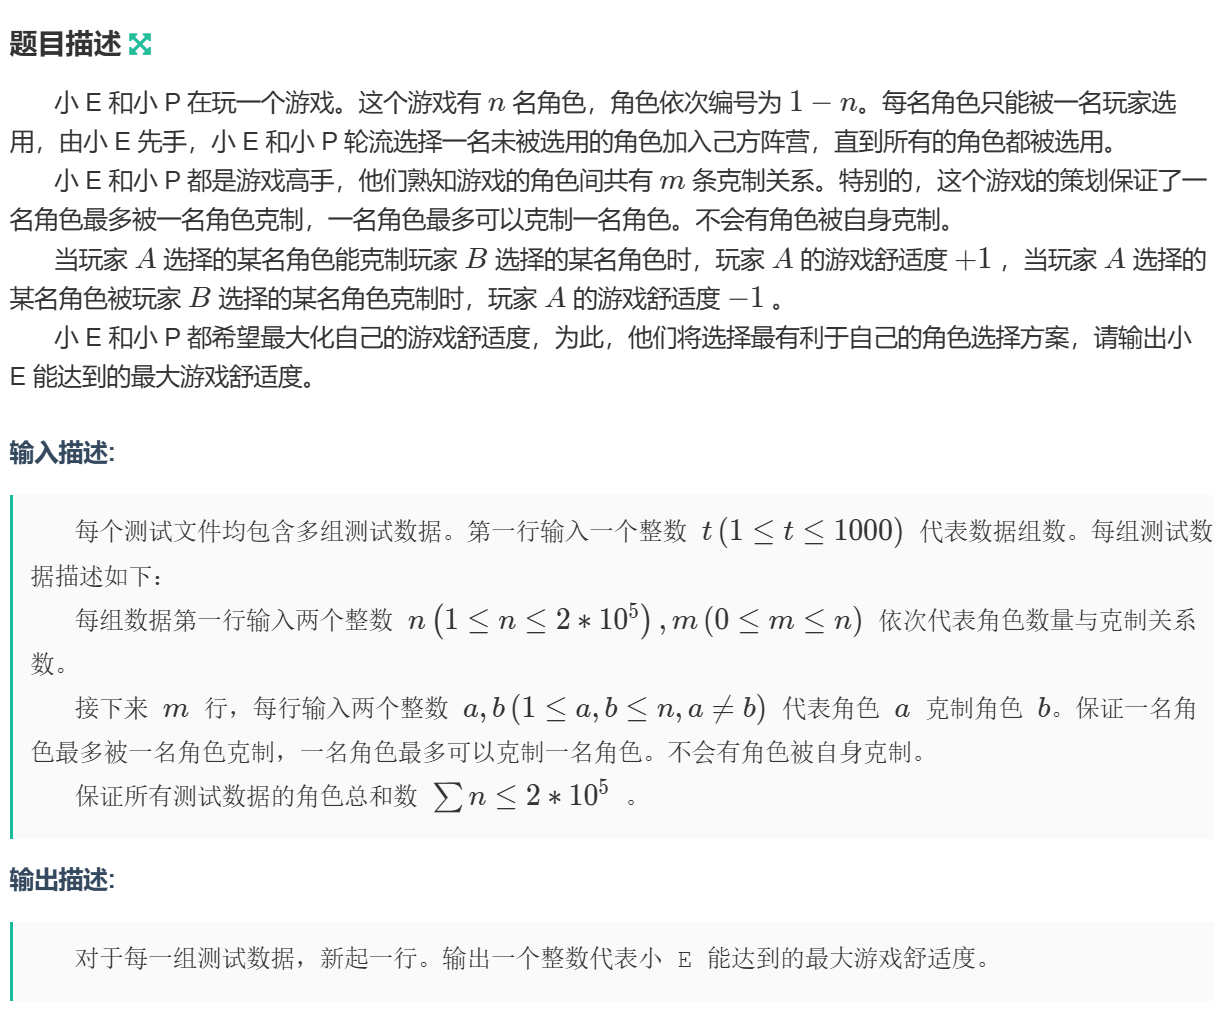 题目描述
小 E 和小 P 在玩一个游戏。这个游戏有 n 名角色，角色依次编号为 1 − n。每名角色只能被一名玩家选
用，由小 E 先手，小 E 和小 P 轮流选择一名未被选用的角色加入己方阵营，直到所有的角色都被选用。
小 E 和小 P 都是游戏高手，他们熟知游戏的角色间共有 m 条克制关系。特别的，这个游戏的策划保证了一
名角色最多被一名角色克制，一名角色最多可以克制一名角色。不会有角色被自身克制。
当玩家 A 选择的某名角色能克制玩家 B 选择的某名角色时，玩家 A 的游戏舒适度 +1 ，当玩家 A 选择的
某名角色被玩家 B 选择的某名角色克制时，玩家 A 的游戏舒适度 −1 。
小 E 和小 P 都希望最大化自己的游戏舒适度，为此，他们将选择最有利于自己的角色选择方案，请输出小
E 能达到的最大游戏舒适度。
输入描述:
每个测试文件均包含多组测试数据。第一行输入一个整数 t (1 ≤ t ≤ 1000) 代表数据组数。每组测试数
据描述如下：
每组数据第一行输入两个整数 n (1 ≤ n ≤ 2 * 10^5) , m (0 ≤ m ≤ n) 依次代表角色数量与克制关系
数。
接下来 m 行，每行输入两个整数 a, b (1 ≤ a, b ≤ n, a ≠ b) 代表角色 a 克制角色 b。保证一名角
色最多被一名角色克制，一名角色最多可以克制一名角色。不会有角色被自身克制。
保证所有测试数据的角色总和数 ∑ n ≤ 2 * 10^5 。
输出描述:
对于每一组测试数据，新起一行。输出一个整数代表小 E 能达到的最大游戏舒适度。